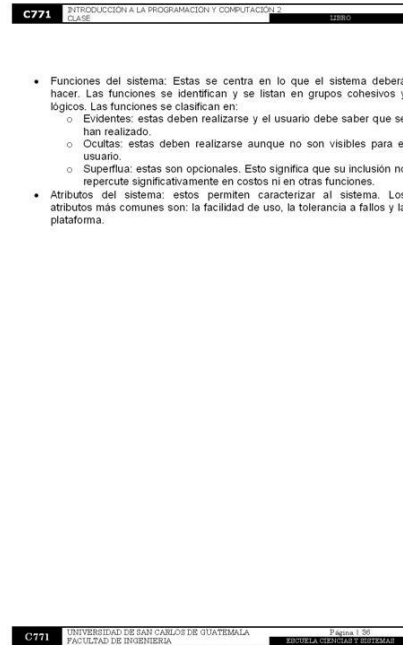 C771 INTRODUCCIÓN A LA PROGRAMACIÓN Y COMPUTACIÓN 2
CLASE LIBRO
• Funciones del sistema: Estas se centra en lo que el sistema deberá
hacer. Las funciones se identifican y se listan en grupos cohesivos y
lógicos. Las funciones se clasifican en:
o Evidentes: estas deben realizarse y el usuario debe saber que se
han realizado.
o Ocultas: estas deben realizarse aunque no son visibles para el
usuario.
o Superflua: estas son opcionales. Esto significa que su inclusión no
repercute significativamente en costos ni en otras funciones.
• Atributos del sistema: estos permiten caracterizar al sistema. Los
atributos más comunes son: la facilidad de uso, la tolerancia a fallos y la
plataforma.
C771 UNIVERSIDAD DE SAN CARLOS DE GUATEMALA Página | 36
FACULTAD DE INGENIERIA ESCUELA CIENCIAS Y SISTEMAS